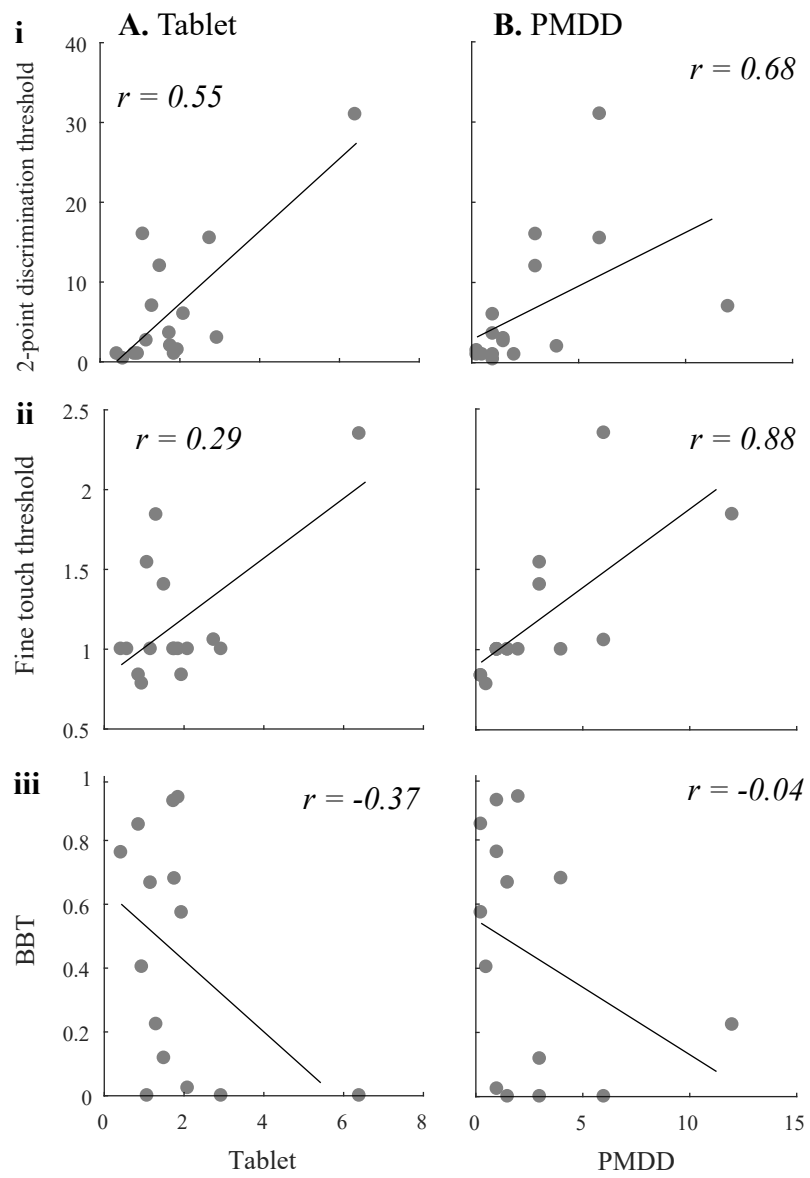 i
A. Tablet
B. PMDD
2-point discrimination threshold
40
30
20
10
0
r = 0.55
r = 0.68
ii
Fine touch threshold
2.5
2
1.5
1
0.5
r = 0.29
r = 0.88
iii
BBT
1
0.8
0.6
0.4
0.2
0
r = -0.37
r = -0.04
0 2 4 6 8
0 5 10 15
Tablet
PMDD